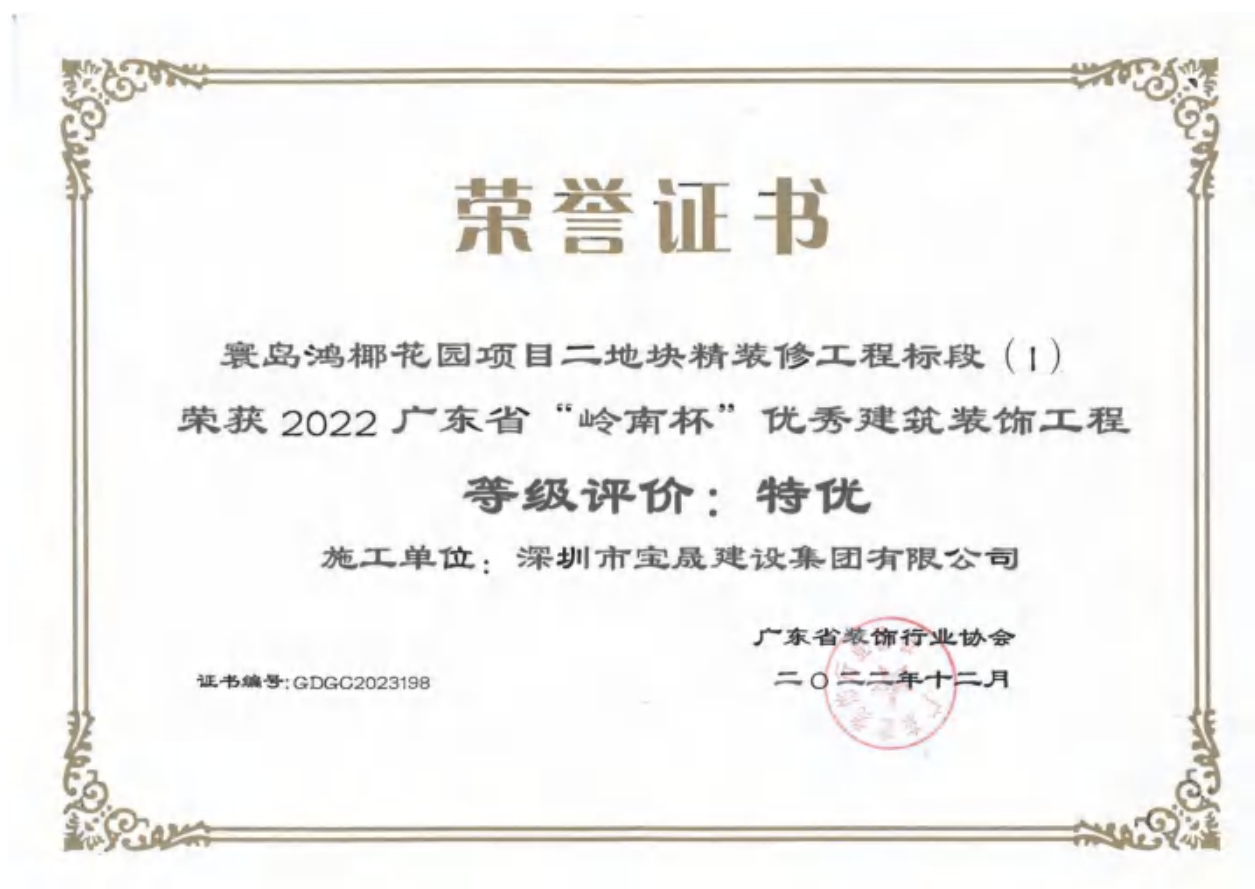 荣誉证书
寰岛鸿椰花园项目二地块精装修工程标段（1）
荣获 2022 广东省“岭南杯”优秀建筑装饰工程
等级评价：特优
施工单位：深圳市宝晟建设集团有限公司
广东省装饰行业协会
证书编号:GDGC2023198
二〇二二年十二月